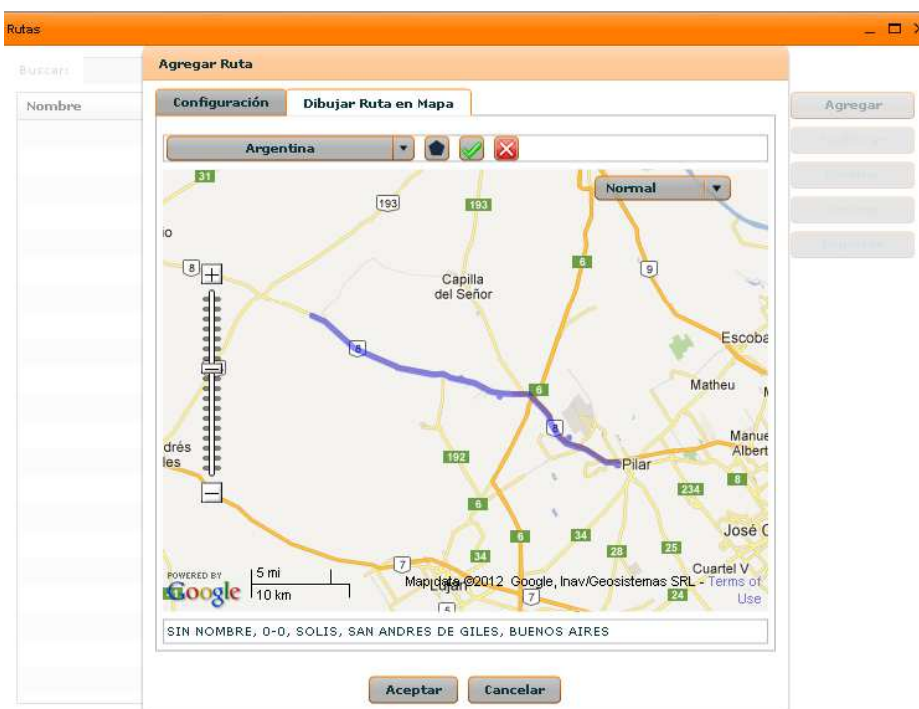 Rutas
Buscar:
Agregar Ruta
Nombre
Configuración
Dibujar Ruta en Mapa
Agregar
Argentina
Normal
31
193
193
io
8
6
9
Capilla
del Señor
Escoba
8
6
Matheu
M
8
Manue
Albert
drés
les
192
Pilar
8
234
6
José C
6
34
28
25
34
7
Cuartel V
POWERED BY
Google
5 mi
10 km
Luján
Map data ©2012 Google, Inav/Geosistemas SRL - Terms of
Use
7
24
5
SIN NOMBRE, 0-0, SOLIS, SAN ANDRES DE GILES, BUENOS AIRES
Aceptar
Cancelar